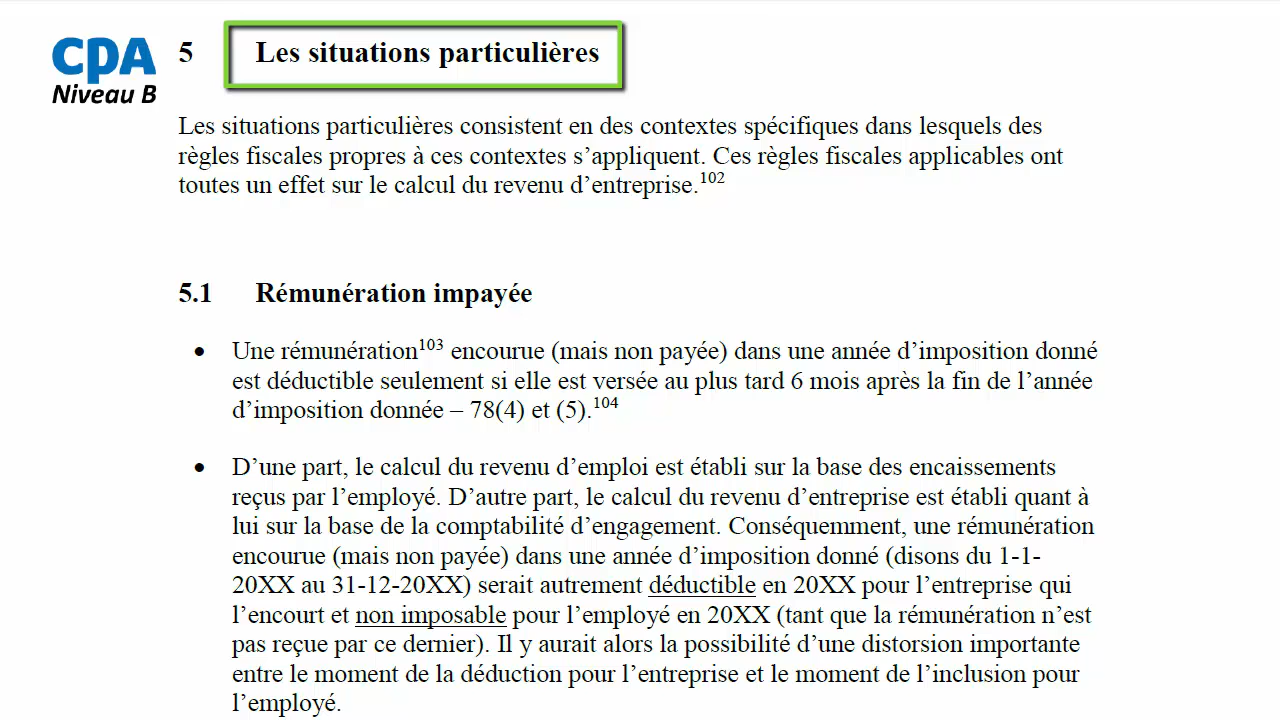 CPA
Niveau B
5 Les situations particulières
Les situations particulières consistent en des contextes spécifiques dans lesquels des
règles fiscales propres à ces contextes s’appliquent. Ces règles fiscales applicables ont
toutes un effet sur le calcul du revenu d’entreprise.102
5.1 Rémunération impayée
• Une rémunération103 encourue (mais non payée) dans une année d’imposition donné
est déductible seulement si elle est versée au plus tard 6 mois après la fin de l’année
d’imposition donnée – 78(4) et (5).104
• D’une part, le calcul du revenu d’emploi est établi sur la base des encaissements
reçus par l’employé. D’autre part, le calcul du revenu d’entreprise est établi quant à
lui sur la base de la comptabilité d’engagement. Conséquemment, une rémunération
encourue (mais non payée) dans une année d’imposition donné (disons du 1-1-
20XX au 31-12-20XX) serait autrement déductible en 20XX pour l’entreprise qui
l’encourt et non imposable pour l’employé en 20XX (tant que la rémunération n’est
pas reçue par ce dernier). Il y aurait alors la possibilité d’une distorsion importante
entre le moment de la déduction pour l’entreprise et le moment de l’inclusion pour
l’employé.